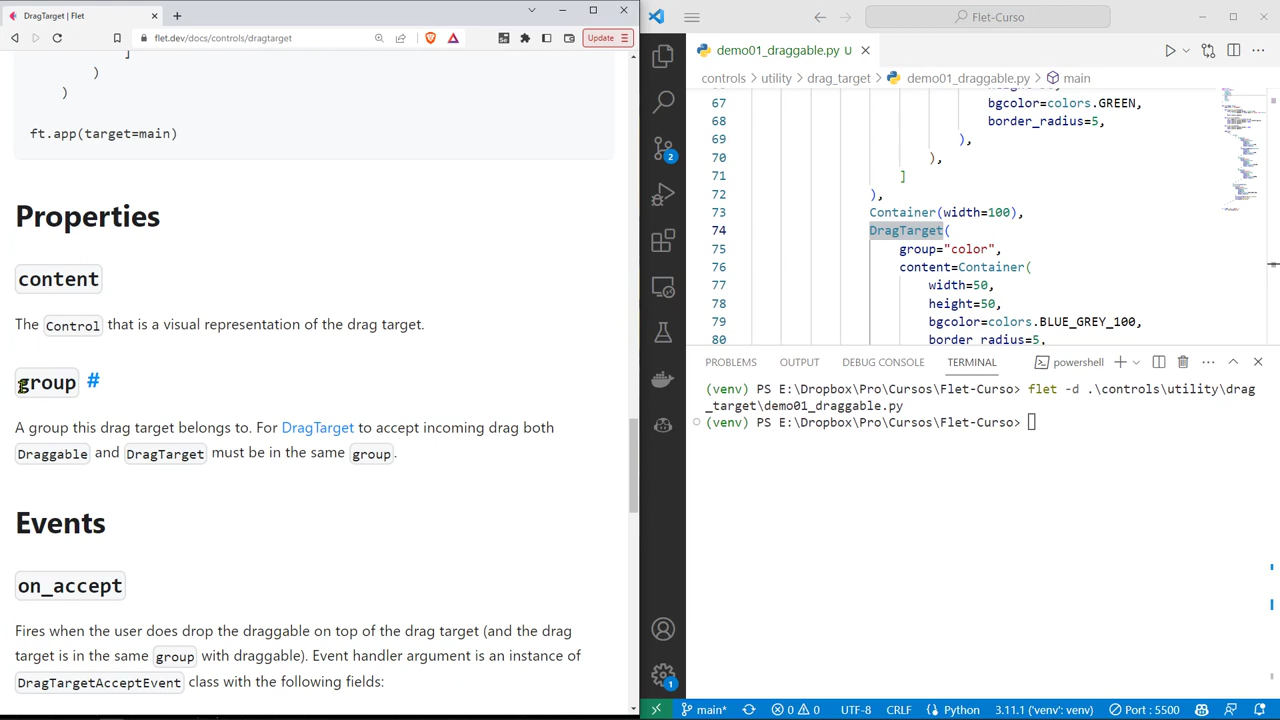 DragTarget | Flet
flet.dev/docs/controls/dragtarget
Update
]
)
)
ft.app(target=main)
Properties
content
The Control that is a visual representation of the drag target.
group #
A group this drag target belongs to. For DragTarget to accept incoming drag both
Draggable and DragTarget must be in the same group.
Events
on_accept
Fires when the user does drop the draggable on top of the drag target (and the drag
target is in the same group with draggable). Event handler argument is an instance of
DragTargetAcceptEvent class with the following fields:
Flet-Curso
demo01_draggable.py U
controls > utility > drag_target > demo01_draggable.py > main
67 bgcolor=colors.GREEN,
68 border_radius=5,
69 ),
70 ),
71 ]
72 ),
73 Container(width=100),
74 DragTarget(
75 group="color",
76 content=Container(
77 width=50,
78 height=50,
79 bgcolor=colors.BLUE_GREY_100,
80 border_radius=5,
PROBLEMS OUTPUT DEBUG CONSOLE TERMINAL powershell
(venv) PS E:\Dropbox\Pro\Cursos\Flet-Curso> flet -d .\controls\utility\drag
_target\demo01_draggable.py
(venv) PS E:\Dropbox\Pro\Cursos\Flet-Curso>
2
1
main* 0 0 UTF-8 CRLF Python 3.11.1 ('venv': venv) Port : 5500